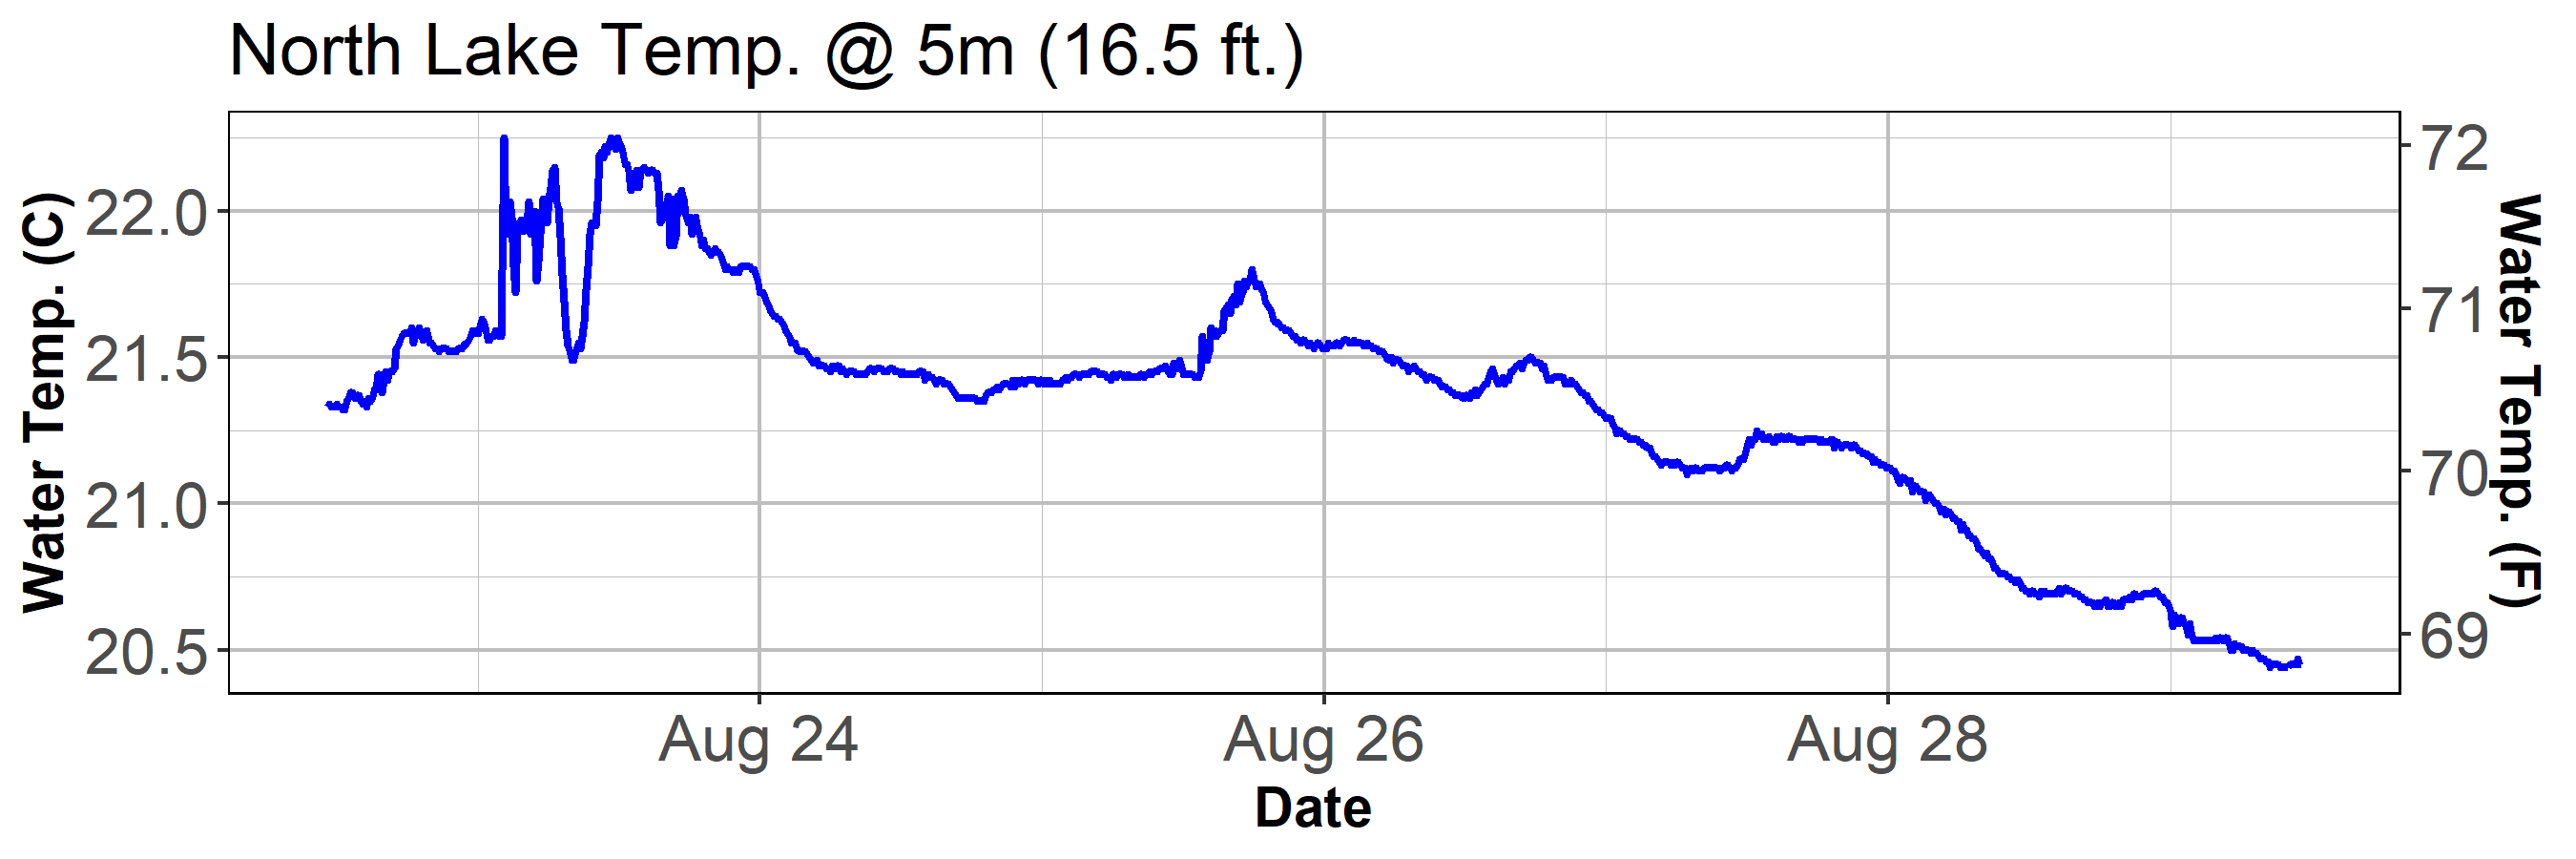 North Lake Temp. @ 5m (16.5 ft.)
Water Temp. (C)
22.0
21.5
21.0
20.5
72
71
70
69
Water Temp. (F)
Aug 24
Aug 26
Aug 28
Date